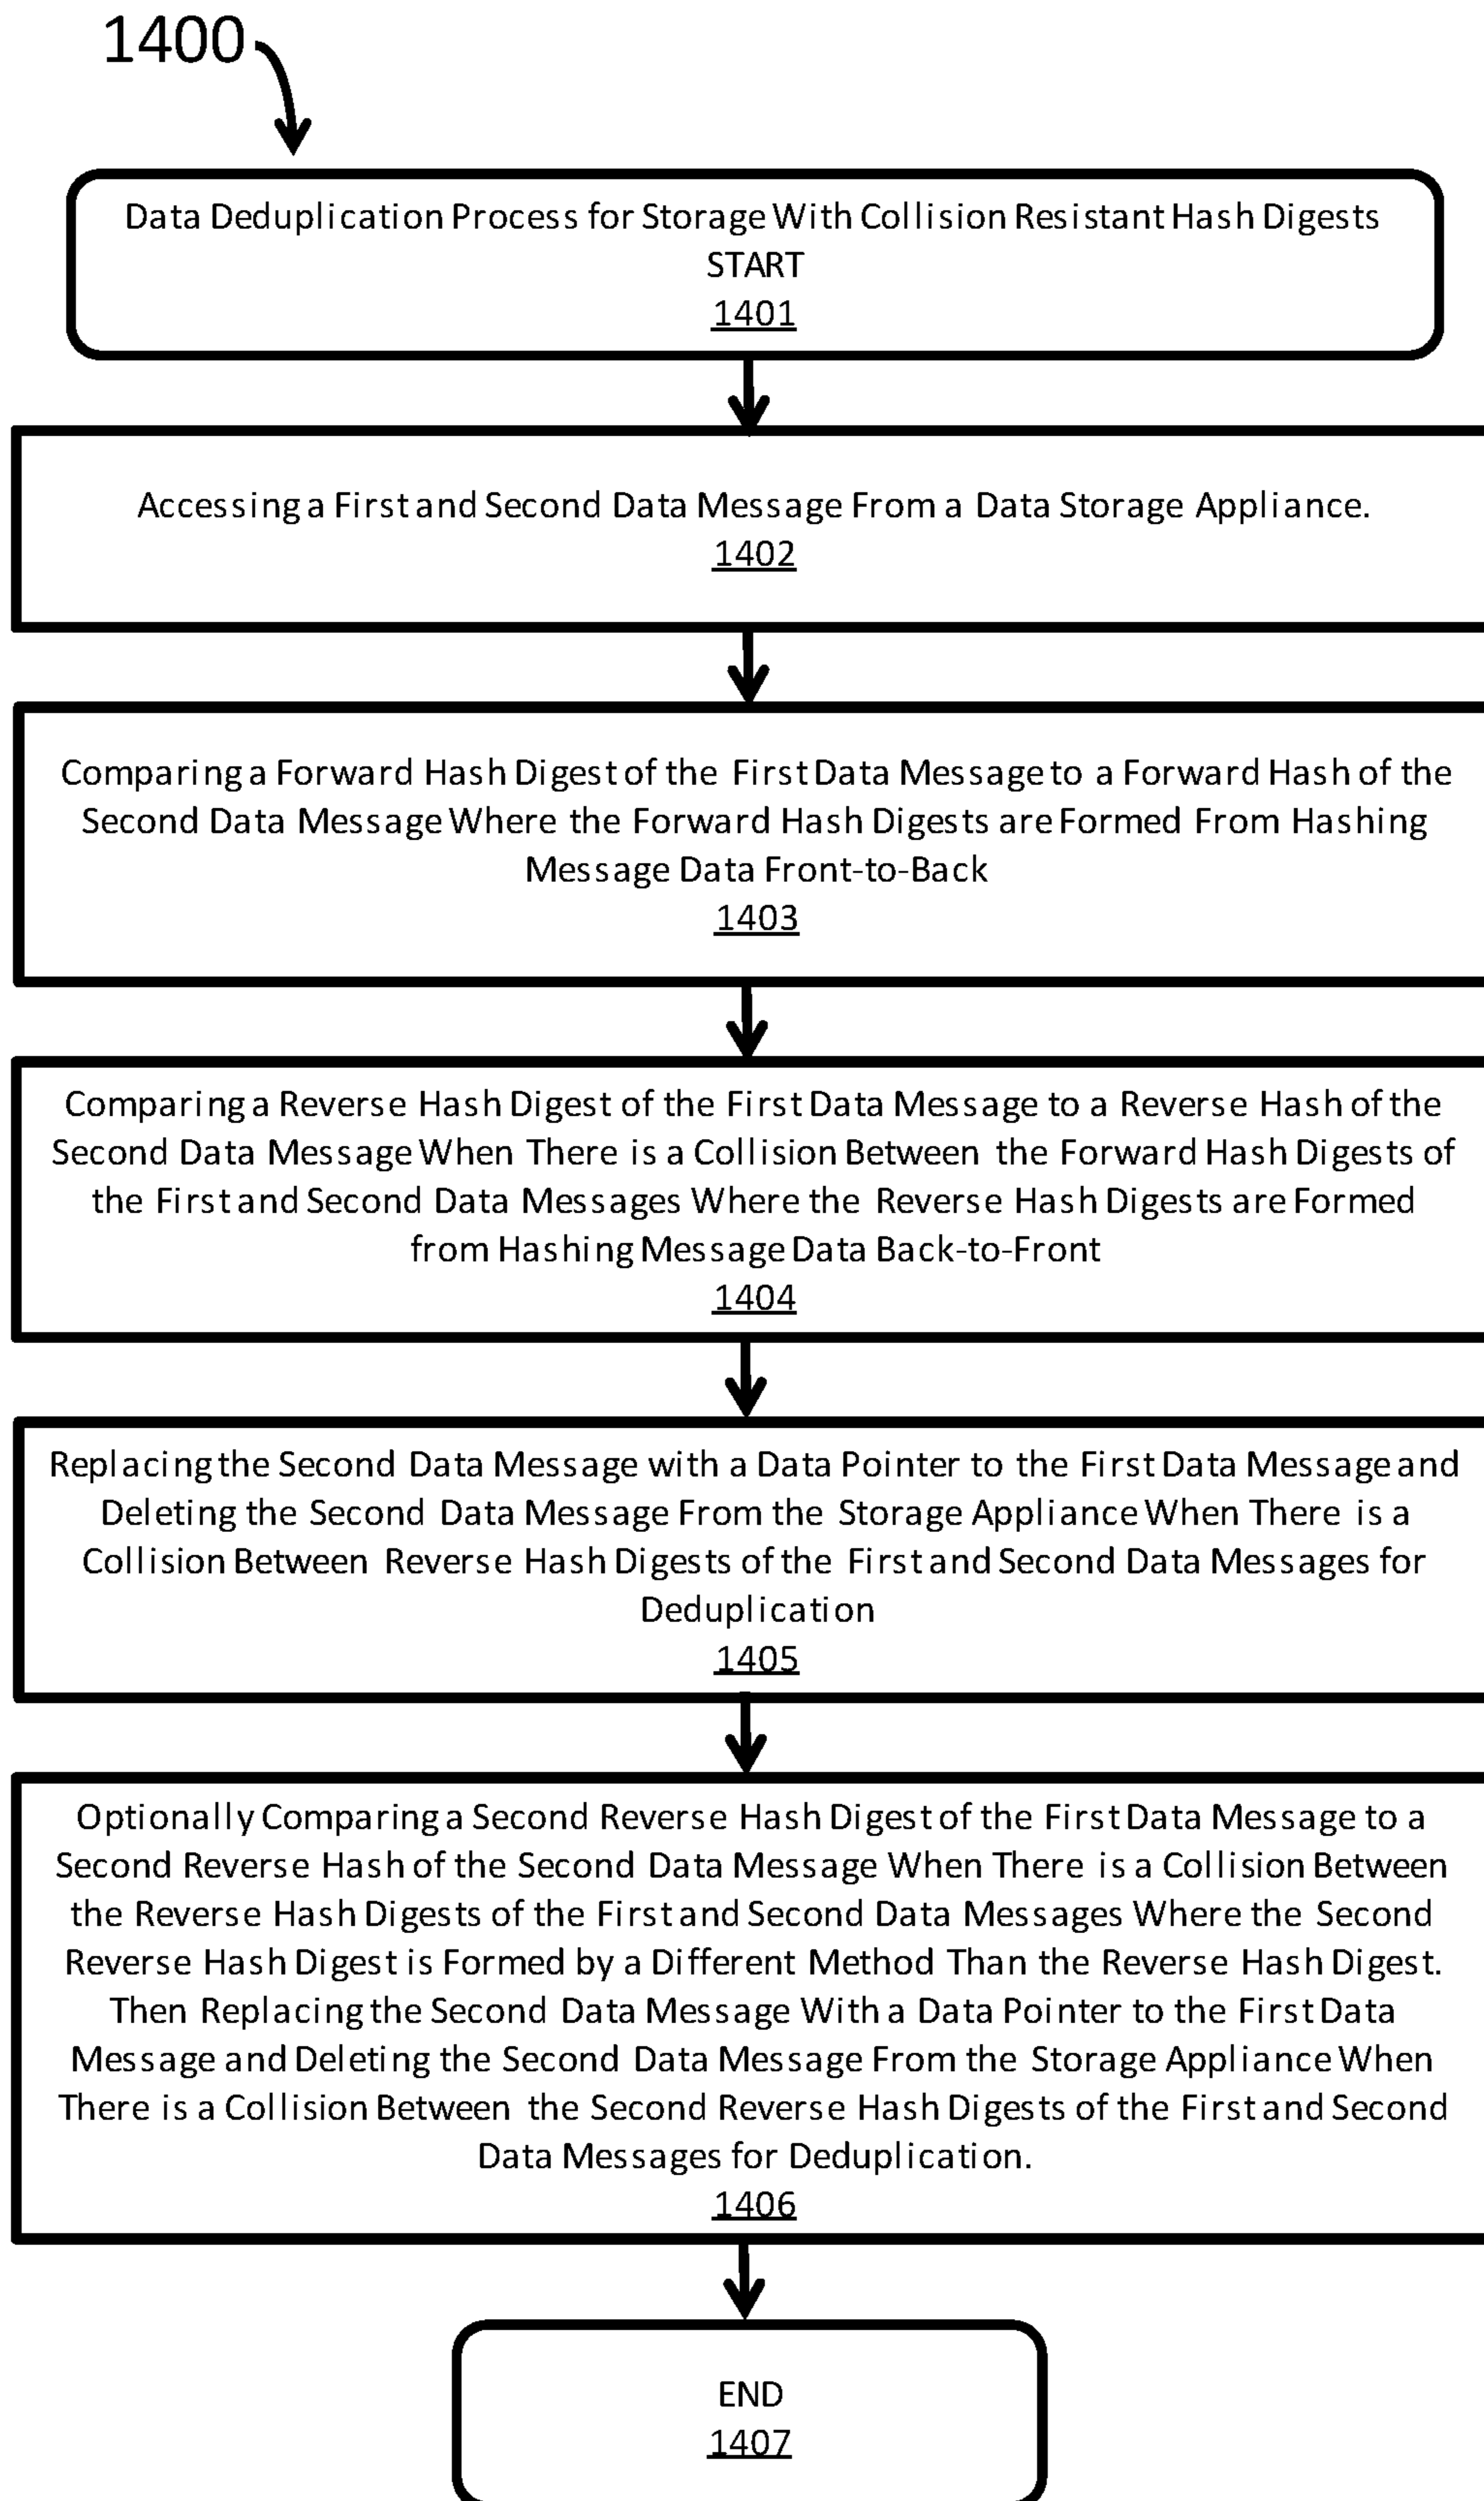 1400
Data Deduplication Process for Storage With Collision Resistant Hash Digests
START
1401
Accessing a First and Second Data Message From a Data Storage Appliance.
1402
Comparing a Forward Hash Digest of the First Data Message to a Forward Hash of the
Second Data Message Where the Forward Hash Digests are Formed From Hashing
Message Data Front-to-Back
1403
Comparing a Reverse Hash Digest of the First Data Message to a Reverse Hash of the
Second Data Message When There is a Collision Between the Forward Hash Digests of
the First and Second Data Messages Where the Reverse Hash Digests are Formed
from Hashing Message Data Back-to-Front
1404
Replacing the Second Data Message with a Data Pointer to the First Data Message and
Deleting the Second Data Message From the Storage Appliance When There is a
Collision Between Reverse Hash Digests of the First and Second Data Messages for
Deduplication
1405
Optionally Comparing a Second Reverse Hash Digest of the First Data Message to a
Second Reverse Hash of the Second Data Message When There is a Collision Between
the Reverse Hash Digests of the First and Second Data Messages Where the Second
Reverse Hash Digest is Formed by a Different Method Than the Reverse Hash Digest.
Then Replacing the Second Data Message With a Data Pointer to the First Data
Message and Deleting the Second Data Message From the Storage Appliance When
There is a Collision Between the Second Reverse Hash Digests of the First and Second
Data Messages for Deduplication.
1406
END
1407